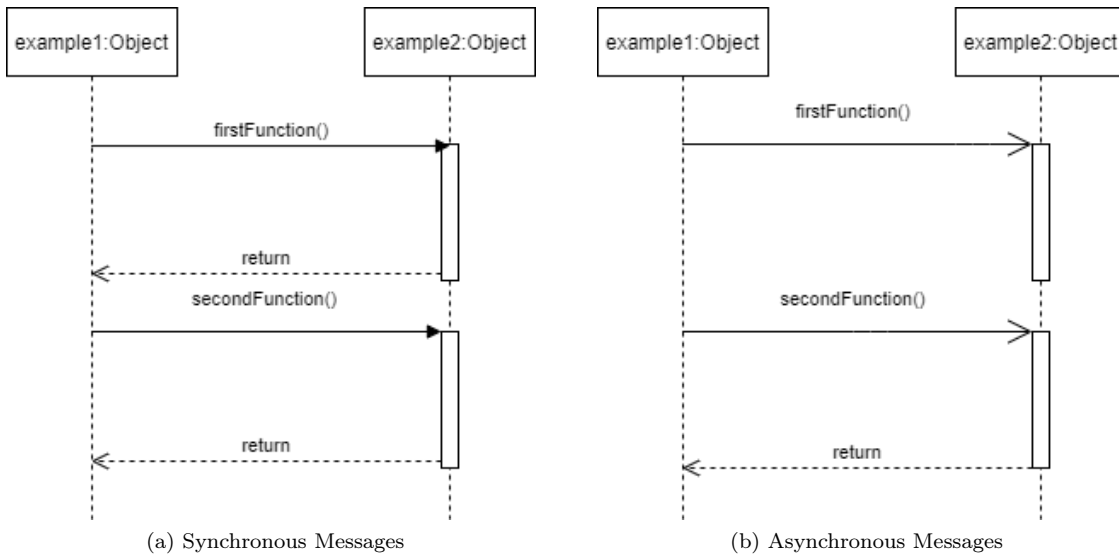 example1:Object
example2:Object
firstFunction()
return
secondFunction()
return
(a) Synchronous Messages
example1:Object
example2:Object
firstFunction()
secondFunction()
return
(b) Asynchronous Messages